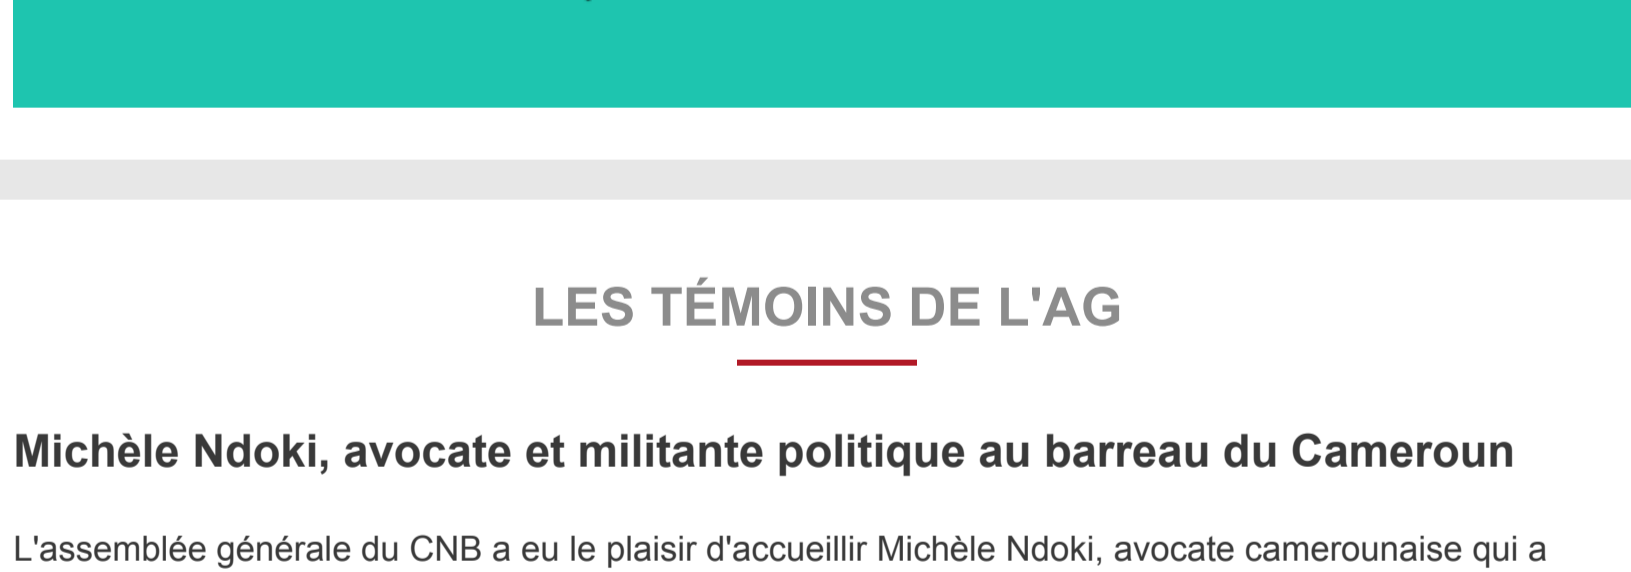 LES TÉMOINS DE L'AG
Michèle Ndoki, avocate et militante politique au barreau du Cameroun
L'assemblée générale du CNB a eu le plaisir d'accueillir Michèle Ndoki, avocate camerounaise qui a